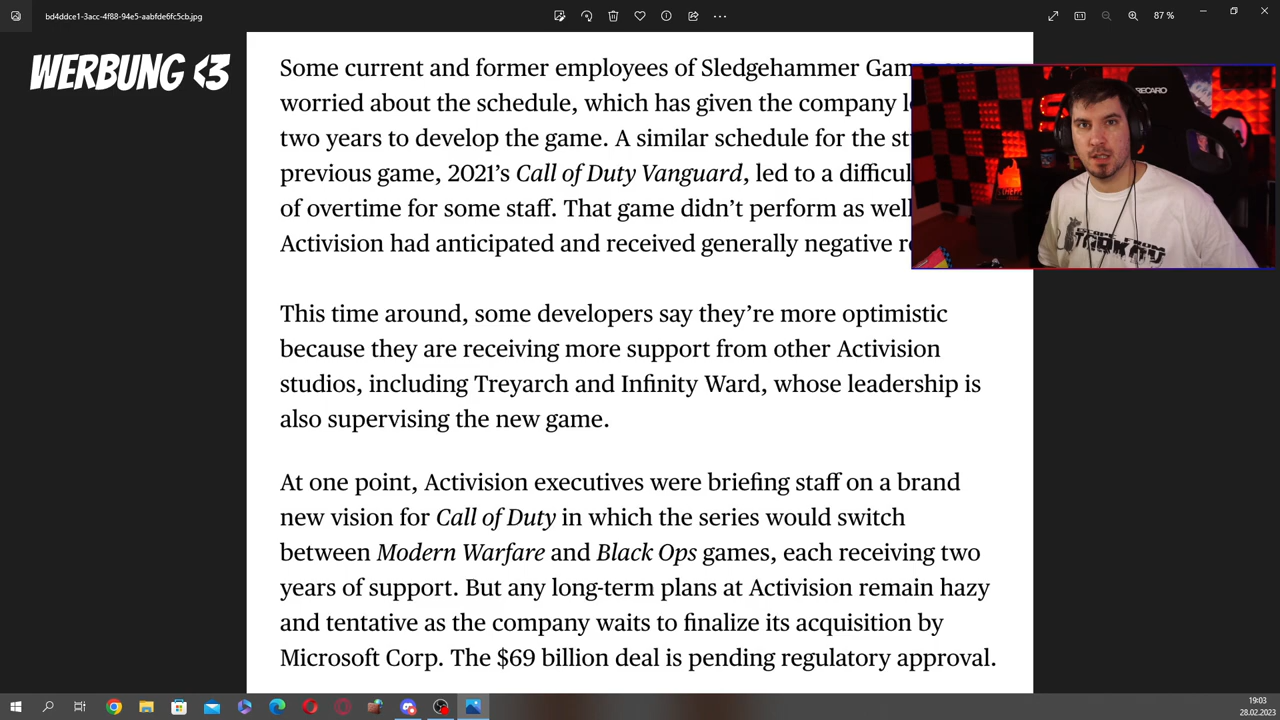 bd4ddce1-3acc-4f88-94e5-aabfde6fc5cb.jpg
87 %
WERBUNG <3
Some current and former employees of Sledgehammer
worried about the schedule, which has given the company
two years to develop the game. A similar schedule for the
previous game, 2021’s Call of Duty Vanguard, led to a
of overtime for some staff. That game didn’t perform as well
Activision had anticipated and received generally negative
RECARO
ESCAPE FROM
TARKOV
This time around, some developers say they’re more optimistic
because they are receiving more support from other Activision
studios, including Treyarch and Infinity Ward, whose leadership is
also supervising the new game.
At one point, Activision executives were briefing staff on a brand
new vision for Call of Duty in which the series would switch
between Modern Warfare and Black Ops games, each receiving two
years of support. But any long-term plans at Activision remain hazy
and tentative as the company waits to finalize its acquisition by
Microsoft Corp. The $69 billion deal is pending regulatory approval.
19:03
28.02.2023